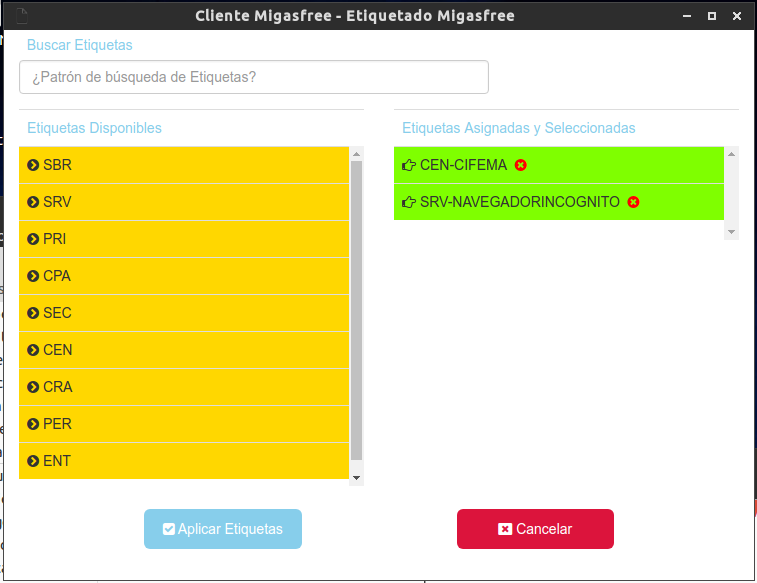 Cliente Migasfree - Etiquetado Migasfree
Buscar Etiquetas
¿Patrón de búsqueda de Etiquetas?
Etiquetas Disponibles
SBR
SRV
PRI
CPA
SEC
CEN
CRA
PER
ENT
Etiquetas Asignadas y Seleccionadas
CEN-CIFEMA
SRV-NAVEGADORINCOGNITO
Aplicar Etiquetas
Cancelar